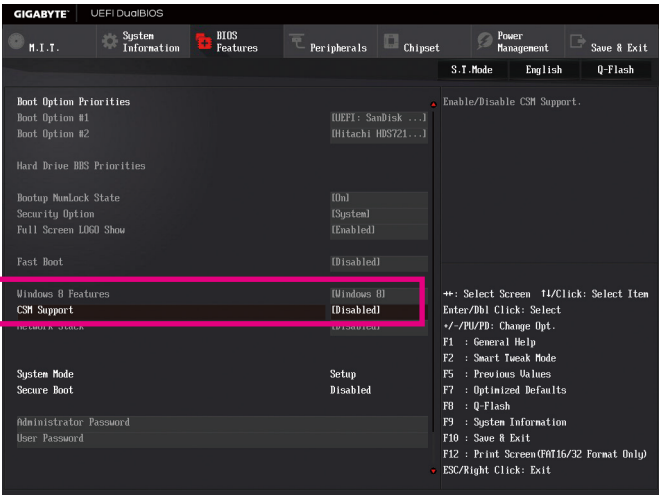 GIGABYTE™ UEFI DualBIOS
M.I.T. System Information BIOS Features Peripherals Chipset Power Management Save & Exit
S.T.Mode English Q-Flash
Boot Option Priorities
Boot Option #1 [UEFI: SanDisk ...]
Boot Option #2 [Hitachi HDS721...]
Hard Drive BBS Priorities
Bootup NumLock State [On]
Security Option [System]
Full Screen LOGO Show [Enabled]
Fast Boot [Disabled]
Windows 8 Features [Windows 8]
CSM Support [Disabled]
Network Stack [Disabled]
System Mode Setup
Secure Boot Disabled
Administrator Password
User Password
Enable/Disable CSM Support.
→←: Select Screen ↑↓/Click: Select Item
Enter/Dbl Click: Select
+/-/PU/PD: Change Opt.
F1 : General Help
F2 : Smart Tweak Mode
F5 : Previous Values
F7 : Optimized Defaults
F8 : Q-Flash
F9 : System Information
F10 : Save & Exit
F12 : Print Screen(FAT16/32 Format Only)
ESC/Right Click: Exit